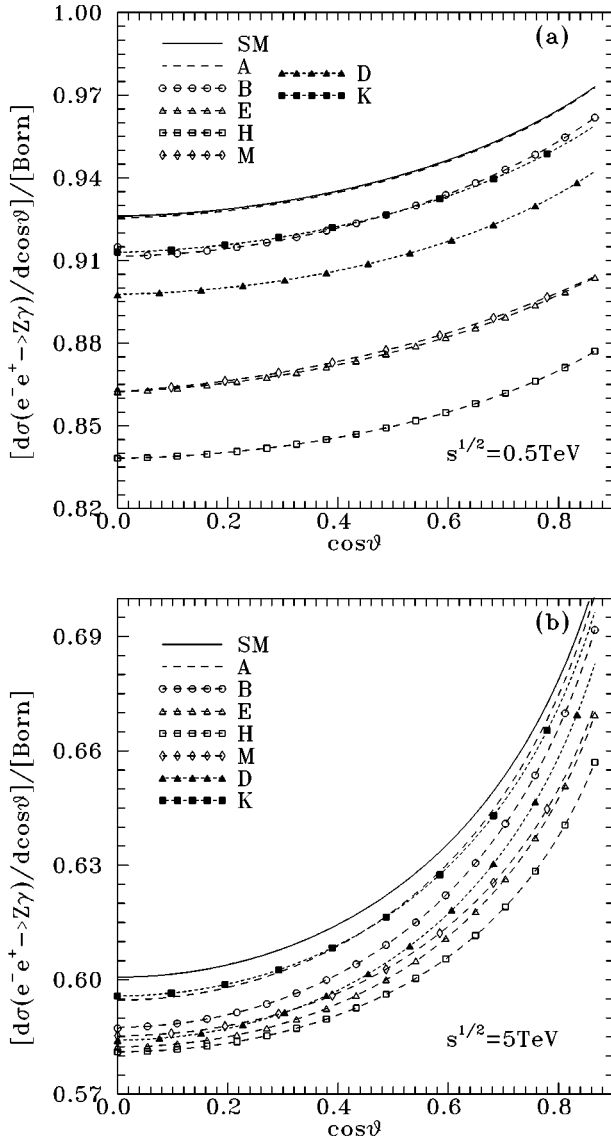 1.00
0.97
0.94
0.91
0.88
0.85
0.82
[dσ(e⁻e⁺−>Zγ)/dcosϑ]/[Born]
(a)
SM
A
B
E
H
M
D
K
s^{1/2}=0.5TeV
0.0 0.2 0.4 0.6 0.8
cosϑ
0.69
0.66
0.63
0.60
0.57
[dσ(e⁻e⁺−>Zγ)/dcosϑ]/[Born]
(b)
SM
A
B
E
H
M
D
K
s^{1/2}=5TeV
0.0 0.2 0.4 0.6 0.8
cosϑ